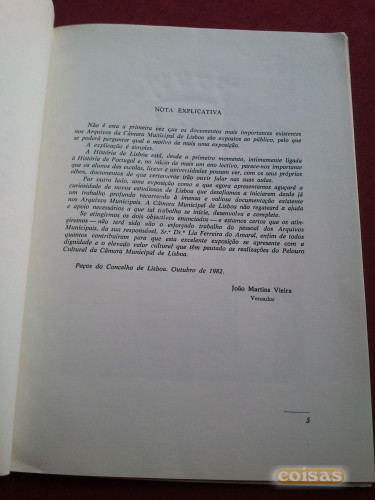 NOTA EXPLICATIVA
Não é esta a primeira vez que os documentos mais importantes existentes
nos Arquivos da Câmara Municipal de Lisboa são expostos ao público, pelo que
se poderá perguntar qual o motivo de mais uma exposição.
A explicação é simples.
A História de Lisboa está, desde o primeiro momento, intimamente ligada
à História de Portugal e, no início de mais um ano lectivo, parece-nos importante
que os alunos das escolas, liceus e universidades possam ver, com os seus próprios
olhos, documentos de que certamente irão ouvir falar nas suas aulas.
Por outro lado, uma exposição como a que agora apresentamos aguçará a
curiosidade de novos estudiosos de Lisboa que desafiamos a iniciarem desde já
um trabalho profundo recorrendo à imensa e valiosa documentação existente
nos Arquivos Municipais. A Câmara Municipal de Lisboa não regateará a ajuda
e apoio necessários a que tal trabalho se inicie, desenvolva e complete.
Se atingirmos os dois objectivos enunciados — e estamos certos que os atin-
giremos — não será sido vão o esforçado trabalho do pessoal dos Arquivos
Municipais, da sua responsável, Sr.ª Dr.ª Lia Ferreira do Amaral, enfim de todos
quantos contribuíram para que esta excelente exposição se apresente com a
dignidade e o elevado valor cultural que têm pautado as realizações do Pelouro
Cultural da Câmara Municipal de Lisboa.
Paços do Concelho de Lisboa. Outubro de 1982.
João Martins Vieira
Vereador
5
coisas